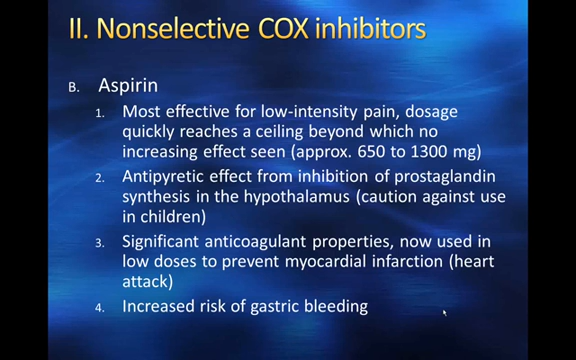 II. Nonselective COX inhibitors
B. Aspirin
1. Most effective for low-intensity pain, dosage
quickly reaches a ceiling beyond which no
increasing effect seen (approx. 650 to 1300 mg)
2. Antipyretic effect from inhibition of prostaglandin
synthesis in the hypothalamus (caution against use
in children)
3. Significant anticoagulant properties, now used in
low doses to prevent myocardial infarction (heart
attack)
4. Increased risk of gastric bleeding